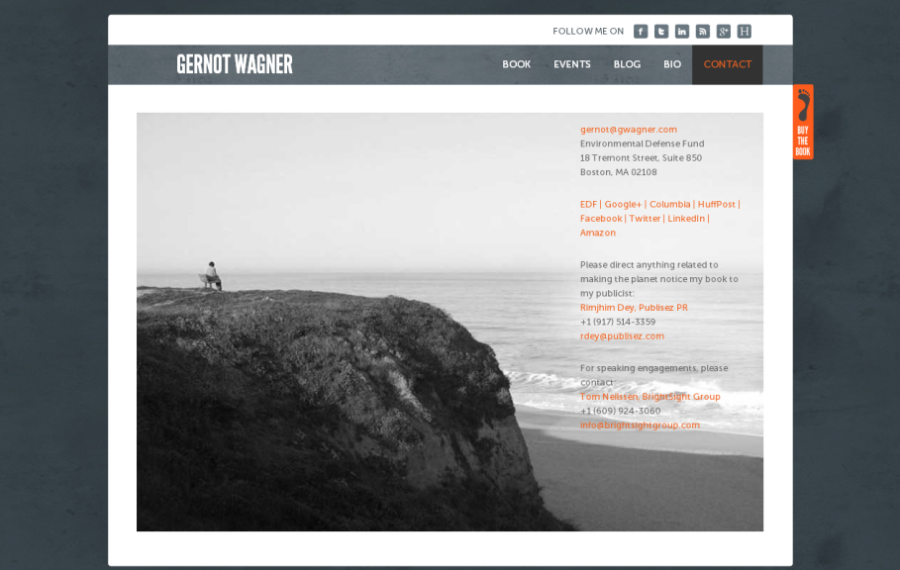 FOLLOW ME ON
GERNOT WAGNER
BOOK EVENTS BLOG BIO CONTACT
BUY
THE
BOOK
gernot@gwagner.com
Environmental Defense Fund
18 Tremont Street, Suite 850
Boston, MA 02108
EDF | Google+ | Columbia | HuffPost |
Facebook | Twitter | LinkedIn |
Amazon
Please direct anything related to
making the planet notice my book to
my publicist:
Rimjhim Dey, Publisez PR
+1 (917) 514-3359
rdey@publisez.com
For speaking engagements, please
contact:
Tom Neilssen, BrightSight Group
+1 (609) 924-3060
info@brightsightgroup.com